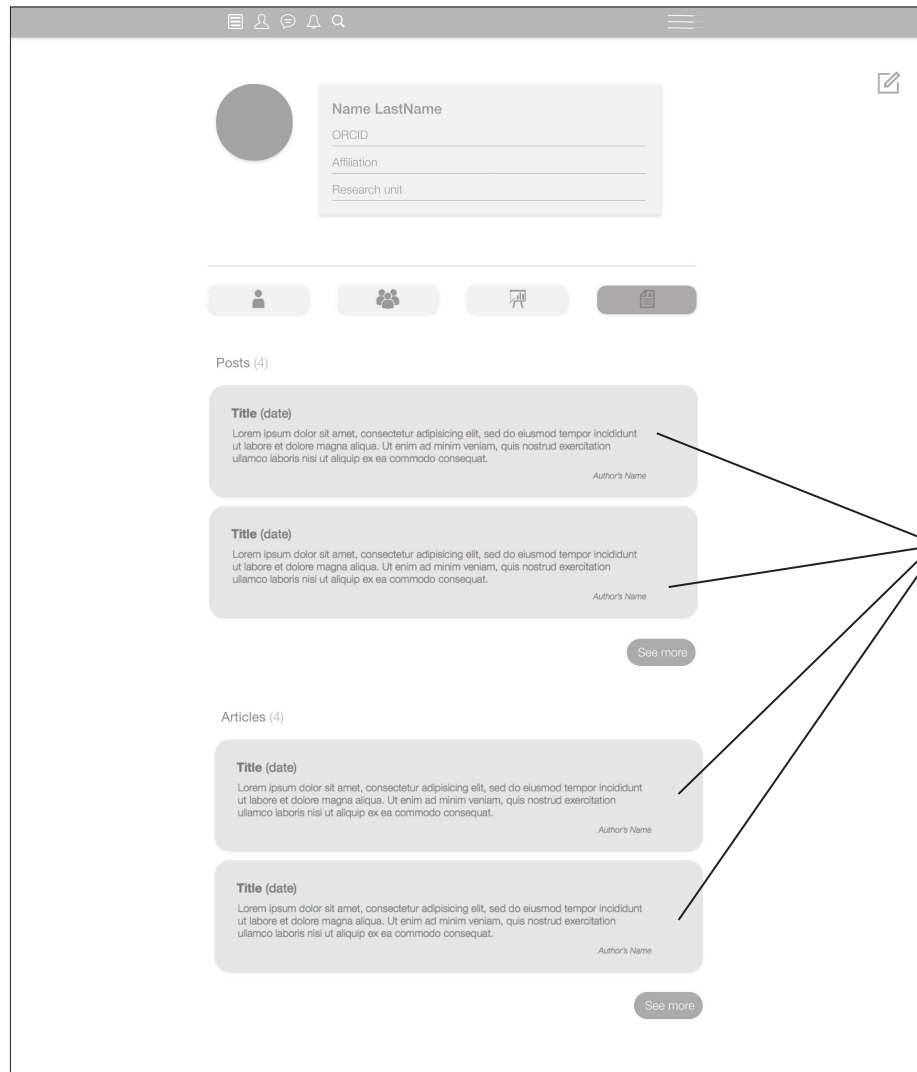 Name LastName
ORCID
Affiliation
Research unit
Posts (4)
Title (date)
Lorem ipsum dolor sit amet, consectetur adipisicing elit, sed do eiusmod tempor incididunt
ut labore et dolore magna aliqua. Ut enim ad minim veniam, quis nostrud exercitation
ullamco laboris nisi ut aliquip ex ea commodo consequat.
Author's Name
Title (date)
Lorem ipsum dolor sit amet, consectetur adipisicing elit, sed do eiusmod tempor incididunt
ut labore et dolore magna aliqua. Ut enim ad minim veniam, quis nostrud exercitation
ullamco laboris nisi ut aliquip ex ea commodo consequat.
Author's Name
See more
Articles (4)
Title (date)
Lorem ipsum dolor sit amet, consectetur adipisicing elit, sed do eiusmod tempor incididunt
ut labore et dolore magna aliqua. Ut enim ad minim veniam, quis nostrud exercitation
ullamco laboris nisi ut aliquip ex ea commodo consequat.
Author's Name
Title (date)
Lorem ipsum dolor sit amet, consectetur adipisicing elit, sed do eiusmod tempor incididunt
ut labore et dolore magna aliqua. Ut enim ad minim veniam, quis nostrud exercitation
ullamco laboris nisi ut aliquip ex ea commodo consequat.
Author's Name
See more